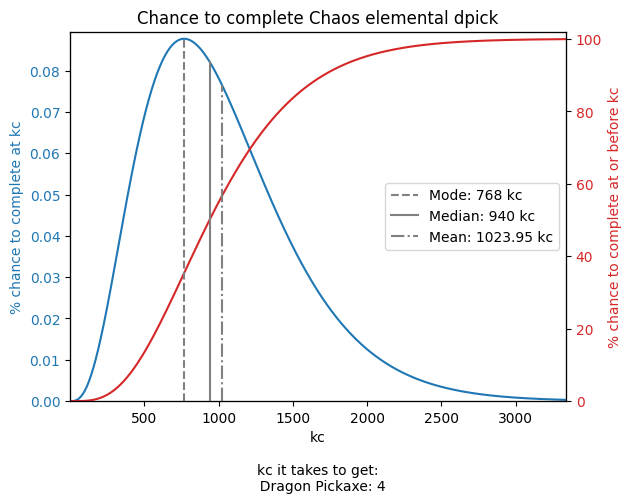 Chance to complete Chaos elemental dpick
% chance to complete at kc
0.08
0.07
0.06
0.05
0.04
0.03
0.02
0.01
0.00
Mode: 768 kc
Median: 940 kc
Mean: 1023.95 kc
100
80
60
40
20
0
% chance to complete at or before kc
500 1000 1500 2000 2500 3000
kc
kc it takes to get:
Dragon Pickaxe: 4